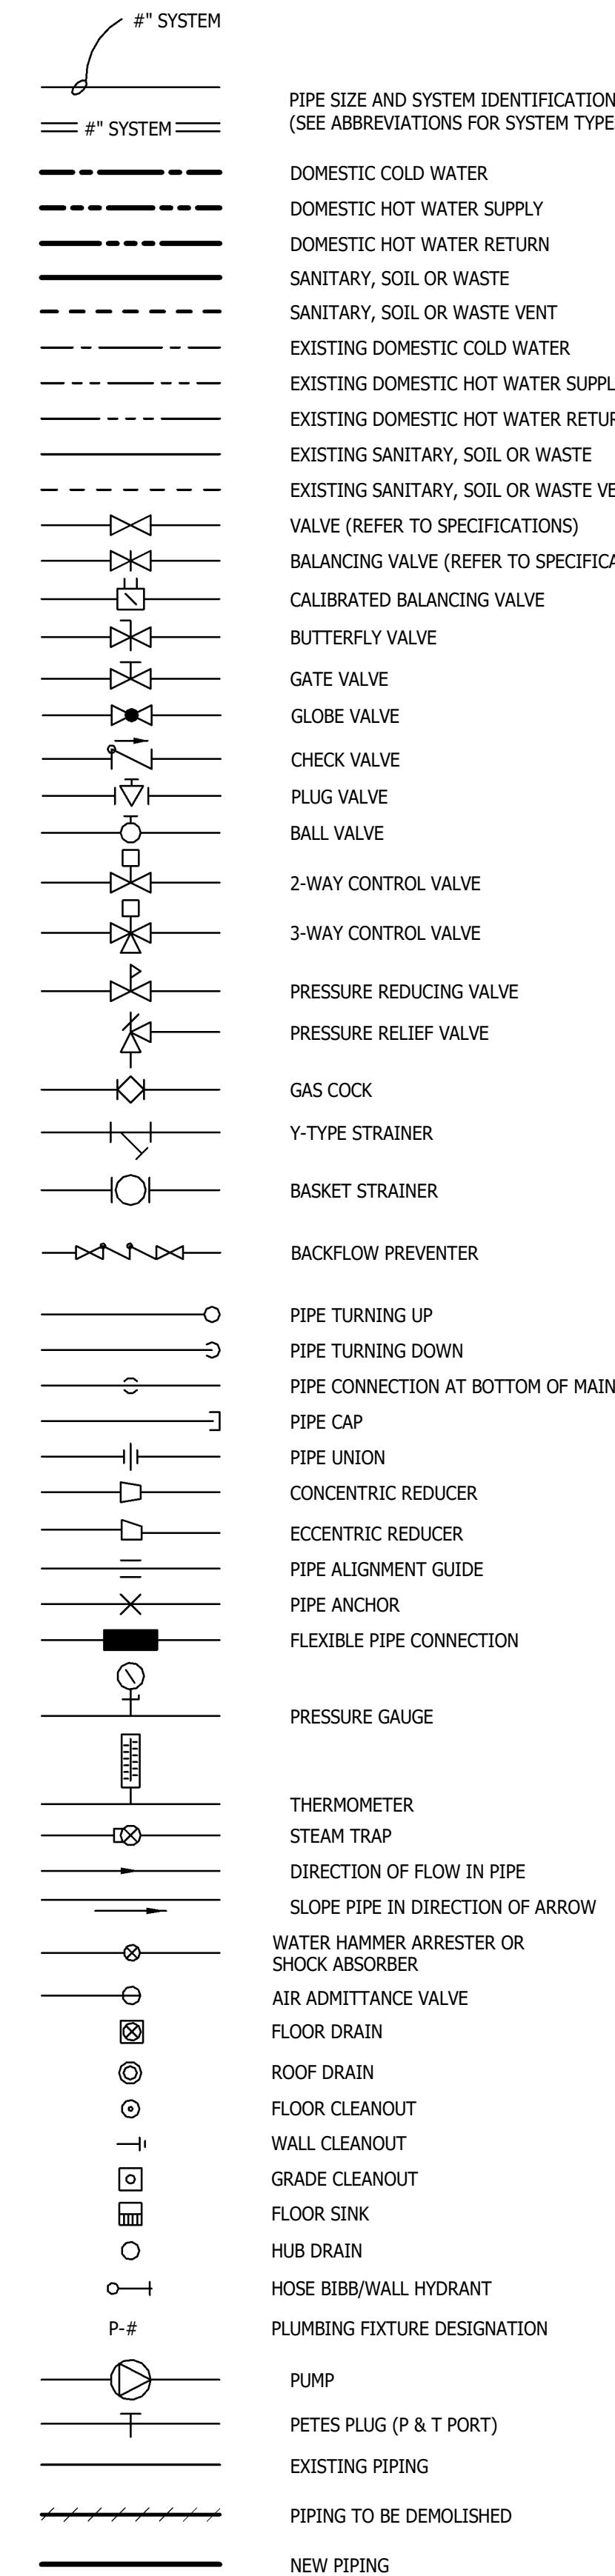 #" SYSTEM
PIPE SIZE AND SYSTEM IDENTIFICATION
#" SYSTEM
(SEE ABBREVIATIONS FOR SYSTEM TYPE
DOMESTIC COLD WATER
DOMESTIC HOT WATER SUPPLY
DOMESTIC HOT WATER RETURN
SANITARY, SOIL OR WASTE
SANITARY, SOIL OR WASTE VENT
EXISTING DOMESTIC COLD WATER
EXISTING DOMESTIC HOT WATER SUPPL
EXISTING DOMESTIC HOT WATER RETUR
EXISTING SANITARY, SOIL OR WASTE
EXISTING SANITARY, SOIL OR WASTE VE
VALVE (REFER TO SPECIFICATIONS)
BALANCING VALVE (REFER TO SPECIFICA
CALIBRATED BALANCING VALVE
BUTTERFLY VALVE
GATE VALVE
GLOBE VALVE
CHECK VALVE
PLUG VALVE
BALL VALVE
2-WAY CONTROL VALVE
3-WAY CONTROL VALVE
PRESSURE REDUCING VALVE
PRESSURE RELIEF VALVE
GAS COCK
Y-TYPE STRAINER
BASKET STRAINER
BACKFLOW PREVENTER
PIPE TURNING UP
PIPE TURNING DOWN
PIPE CONNECTION AT BOTTOM OF MAIN
PIPE CAP
PIPE UNION
CONCENTRIC REDUCER
ECCENTRIC REDUCER
PIPE ALIGNMENT GUIDE
PIPE ANCHOR
FLEXIBLE PIPE CONNECTION
PRESSURE GAUGE
THERMOMETER
STEAM TRAP
DIRECTION OF FLOW IN PIPE
SLOPE PIPE IN DIRECTION OF ARROW
WATER HAMMER ARRESTER OR
SHOCK ABSORBER
AIR ADMITTANCE VALVE
FLOOR DRAIN
ROOF DRAIN
FLOOR CLEANOUT
WALL CLEANOUT
GRADE CLEANOUT
FLOOR SINK
HUB DRAIN
HOSE BIBB/WALL HYDRANT
P-# PLUMBING FIXTURE DESIGNATION
PUMP
PETES PLUG (P & T PORT)
EXISTING PIPING
PIPING TO BE DEMOLISHED
NEW PIPING